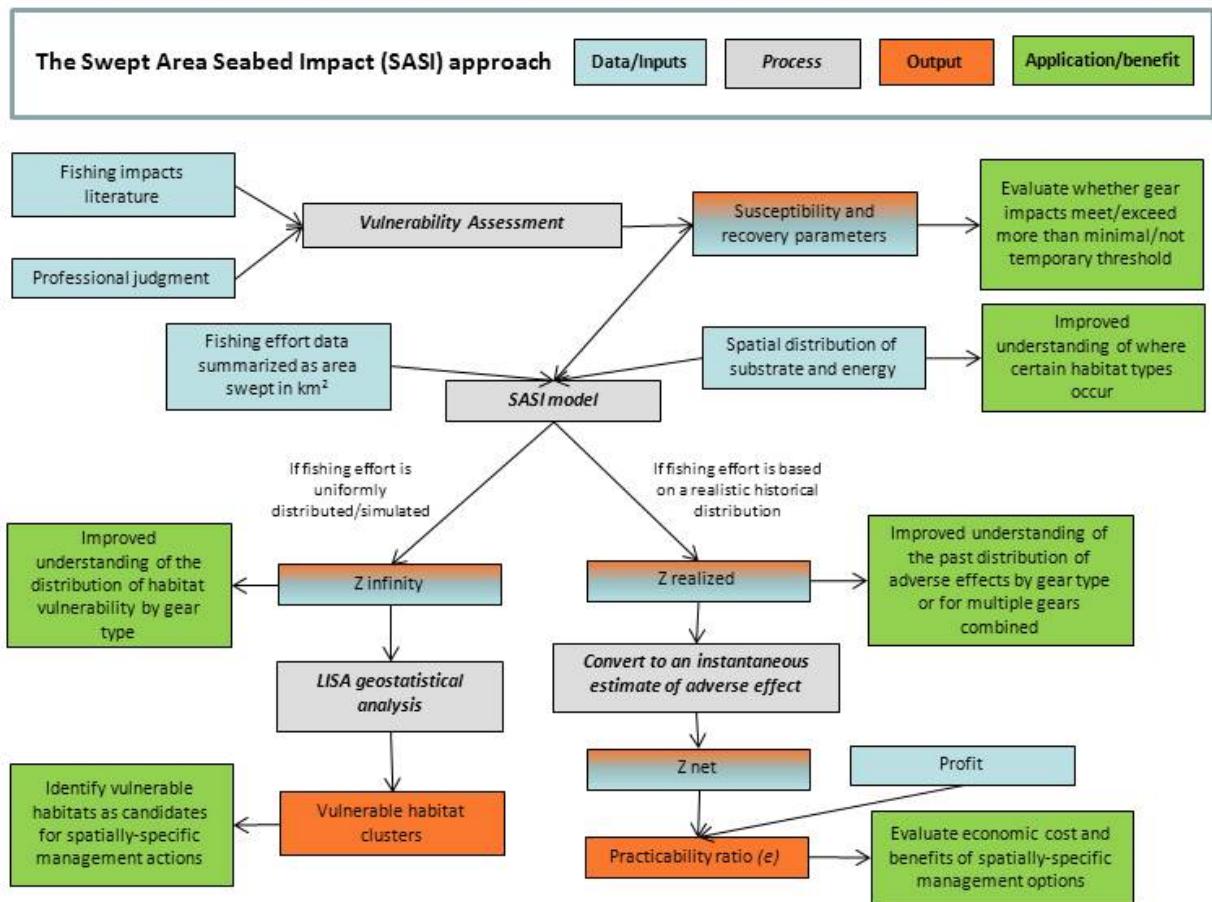 The Swept Area Seabed Impact (SASI) approach
Data/Inputs
Process
Output
Application/benefit
Fishing impacts
literature
Professional judgment
Vulnerability Assessment
Susceptibility and
recovery parameters
Evaluate whether gear
impacts meet/exceed
more than minimal/not
temporary threshold
Fishing effort data
summarized as area
swept in km²
SASI model
Spatial distribution of
substrate and energy
Improved
understanding of where
certain habitat types
occur
If fishing effort is
uniformly
distributed/simulated
If fishing effort is based
on a realistic historical
distribution
Improved
understanding of the
distribution of habitat
vulnerability by gear
type
Z infinity
Z realized
Improved understanding of
the past distribution of
adverse effects by gear type
or for multiple gears
combined
LISA geostatistical
analysis
Convert to an instantaneous
estimate of adverse effect
Z net
Profit
Identify vulnerable
habitats as candidates
for spatially-specific
management actions
Vulnerable habitat
clusters
Practicability ratio (e)
Evaluate economic cost and
benefits of spatially-specific
management options